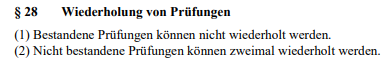 § 28 Wiederholung von Prüfungen
(1) Bestandene Prüfungen können nicht wiederholt werden.
(2) Nicht bestandene Prüfungen können zweimal wiederholt werden.